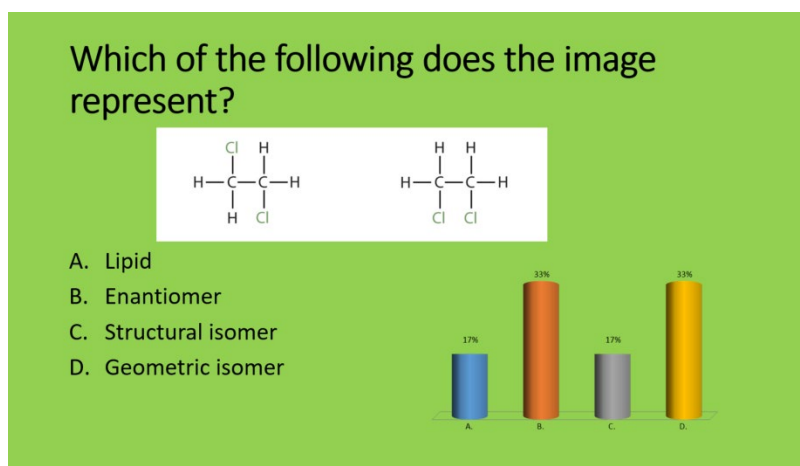 Which of the following does the image
represent?
Cl H
H—C—C—H
H Cl
H H
H—C—C—H
Cl Cl
A. Lipid
B. Enantiomer
C. Structural isomer
D. Geometric isomer
17%
33%
17%
33%
A. B. C. D.